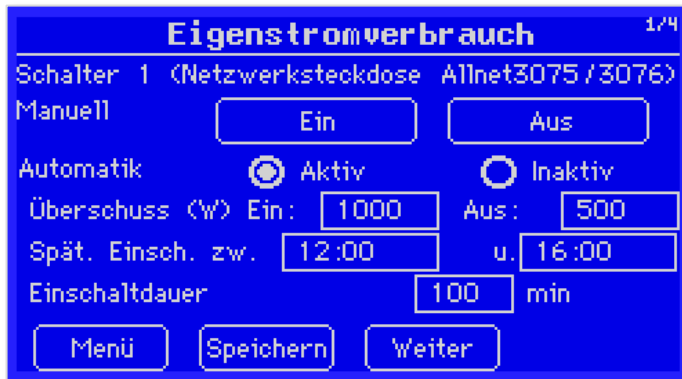 Eigenstromverbrauch 1/4
Schalter 1 (Netzwerksteckdose Allnet3075/3076)
Manuell Ein Aus
Automatik Aktiv Inaktiv
Überschuss (W) Ein: 1000 Aus: 500
Spät. Einsch. zw. 12:00 u. 16:00
Einschaltdauer 100 min
Menü Speichern Weiter